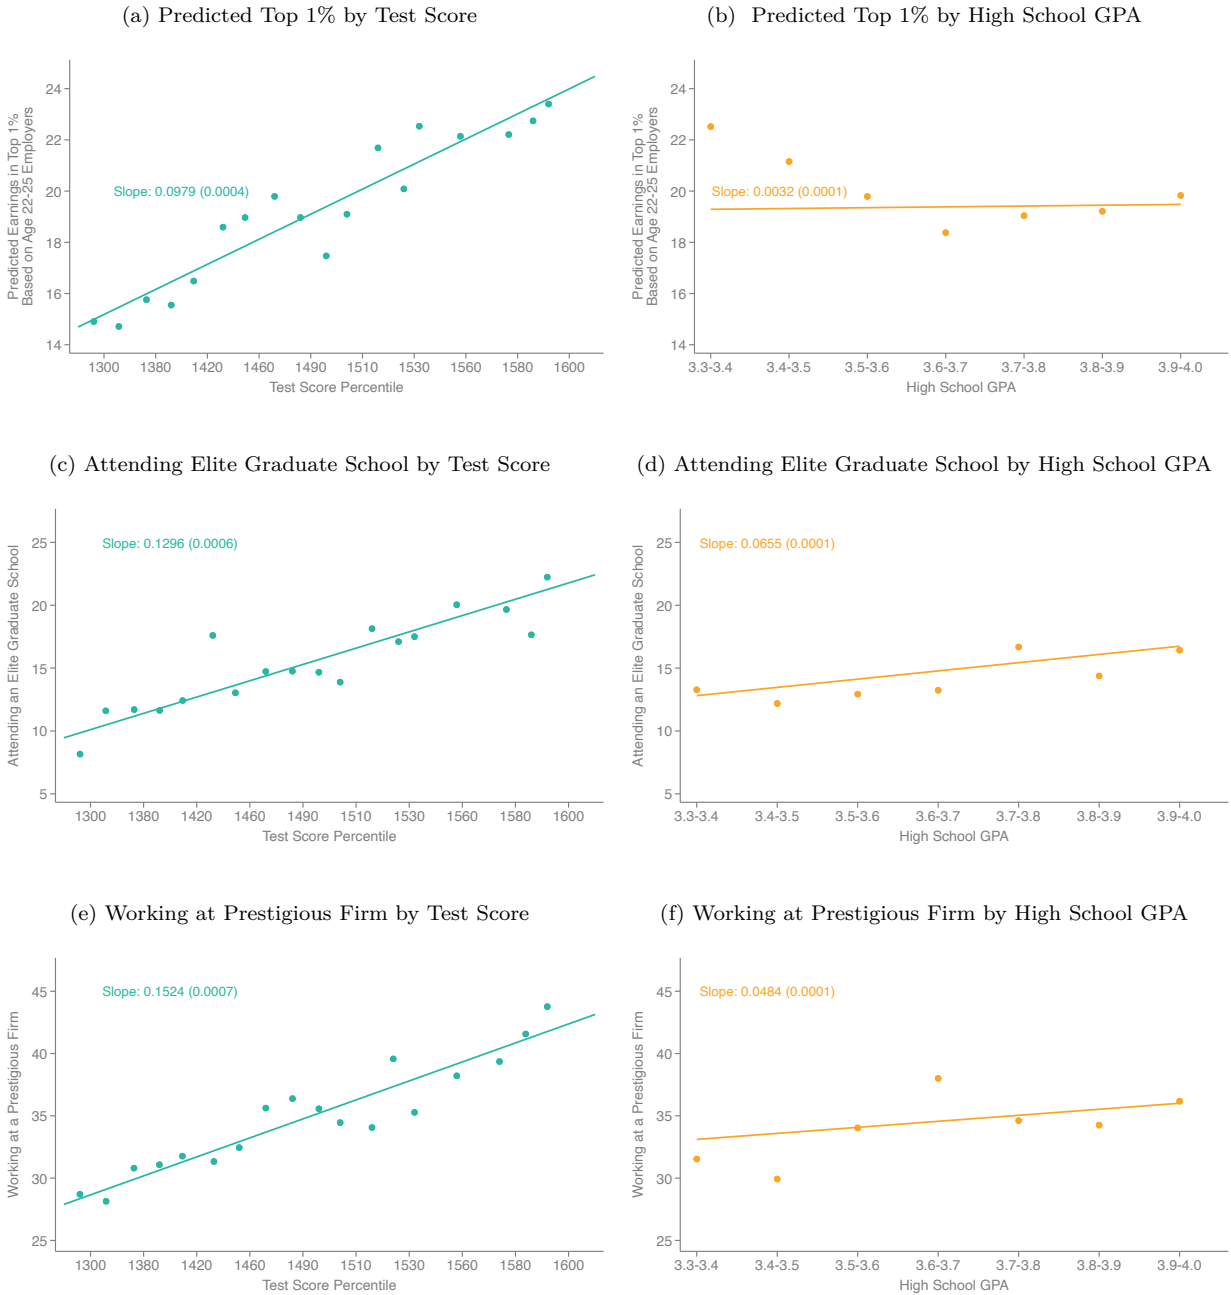 (a) Predicted Top 1% by Test Score
Predicted Earnings in Top 1%
Based on Age 22-25 Employers
24
22
20
18
16
14
Slope: 0.0979 (0.0004)
1300 1380 1420 1460 1490 1510 1530 1560 1580 1600
Test Score Percentile
(b) Predicted Top 1% by High School GPA
Predicted Earnings in Top 1%
Based on Age 22-25 Employers
24
22
20
18
16
14
Slope: 0.0032 (0.0001)
3.3-3.4 3.4-3.5 3.5-3.6 3.6-3.7 3.7-3.8 3.8-3.9 3.9-4.0
High School GPA
(c) Attending Elite Graduate School by Test Score
Attending an Elite Graduate School
25
20
15
10
5
Slope: 0.1296 (0.0006)
1300 1380 1420 1460 1490 1510 1530 1560 1580 1600
Test Score Percentile
(d) Attending Elite Graduate School by High School GPA
Attending an Elite Graduate School
25
20
15
10
5
Slope: 0.0655 (0.0001)
3.3-3.4 3.4-3.5 3.5-3.6 3.6-3.7 3.7-3.8 3.8-3.9 3.9-4.0
High School GPA
(e) Working at Prestigious Firm by Test Score
Working at a Prestigious Firm
45
40
35
30
25
Slope: 0.1524 (0.0007)
1300 1380 1420 1460 1490 1510 1530 1560 1580 1600
Test Score Percentile
(f) Working at Prestigious Firm by High School GPA
Working at a Prestigious Firm
45
40
35
30
25
Slope: 0.0484 (0.0001)
3.3-3.4 3.4-3.5 3.5-3.6 3.6-3.7 3.7-3.8 3.8-3.9 3.9-4.0
High School GPA